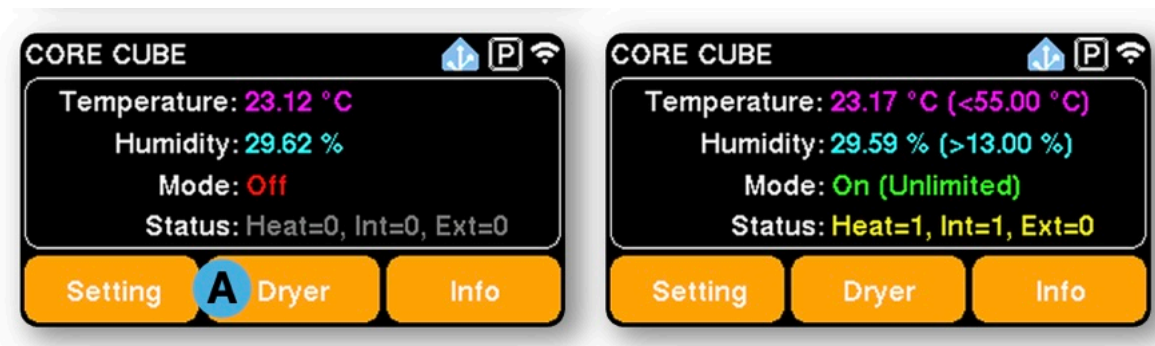 CORE CUBE
P
Temperature: 23.12 °C
Humidity: 29.62 %
Mode: Off
Status: Heat=0, Int=0, Ext=0
Setting
A
Dryer
Info
CORE CUBE
P
Temperature: 23.17 °C (<55.00 °C)
Humidity: 29.59 % (>13.00 %)
Mode: On (Unlimited)
Status: Heat=1, Int=1, Ext=0
Setting
Dryer
Info